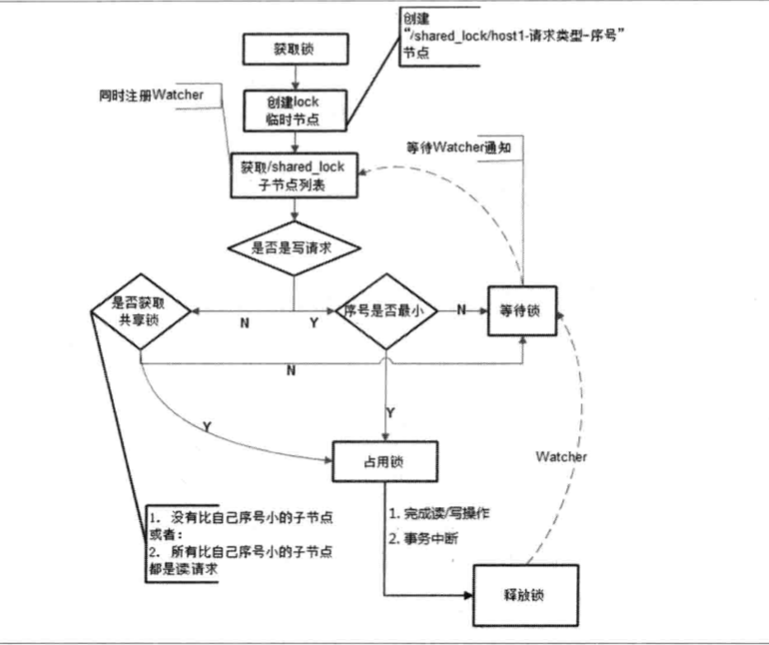 创建
“/shared_lock/host1-请求类型-序号”
节点
获取锁
同时注册Watcher
创建lock
临时节点
等待Watcher通知
获取/shared_lock
子节点列表
是否是写请求
是否获取
共享锁
序号是否最小
等待锁
N
Y
N
N
Y
Y
占用锁
Watcher
1. 没有比自己序号小的子节点
或者:
2. 所有比自己序号小的子节点
都是读请求
1. 完成读/写操作
2. 事务中断
释放锁